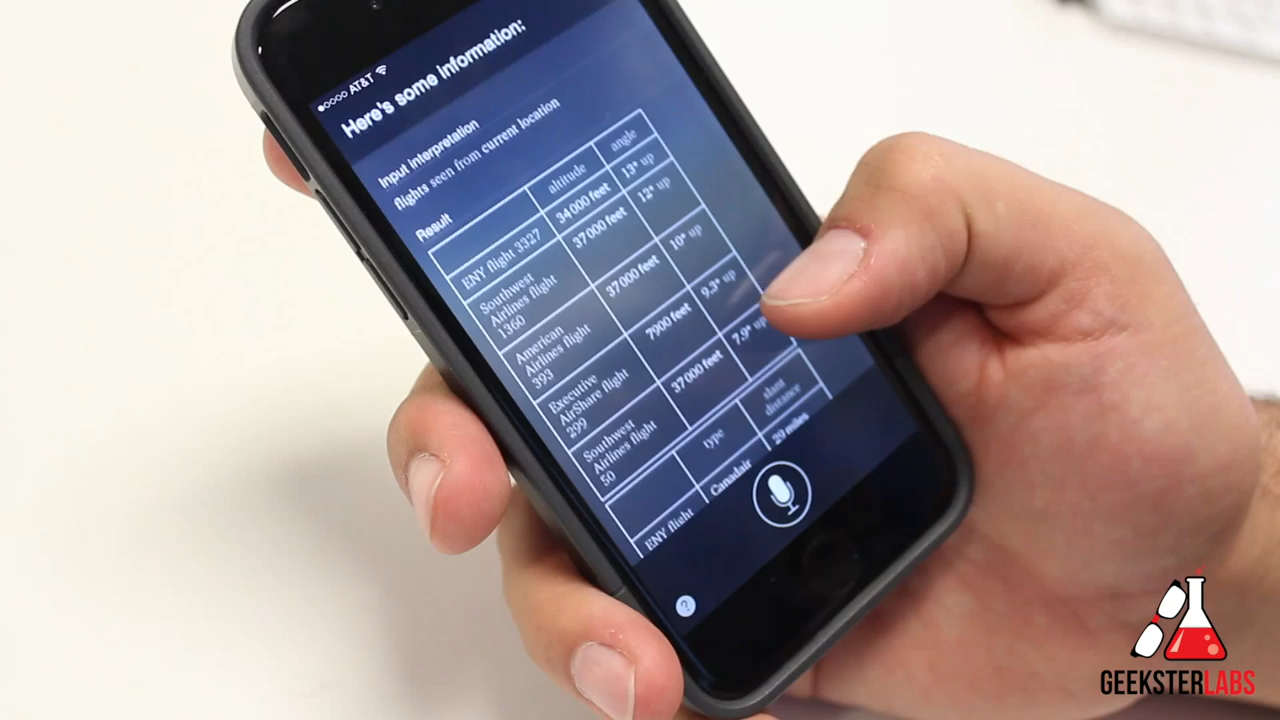 AT&T
Here's some information:
Input interpretation
flights seen from current location
Result
altitude angle
ENY flight 3327 34000 feet 13° up
Southwest Airlines flight 1360 37000 feet 12° up
American Airlines flight 393 37000 feet 10° up
Executive AirShare flight 299 7900 feet 9.3° up
Southwest Airlines flight 50 37000 feet 7.9° up
type slant distance
ENY flight Canadair 29 miles
?
GEEKSTERLABS